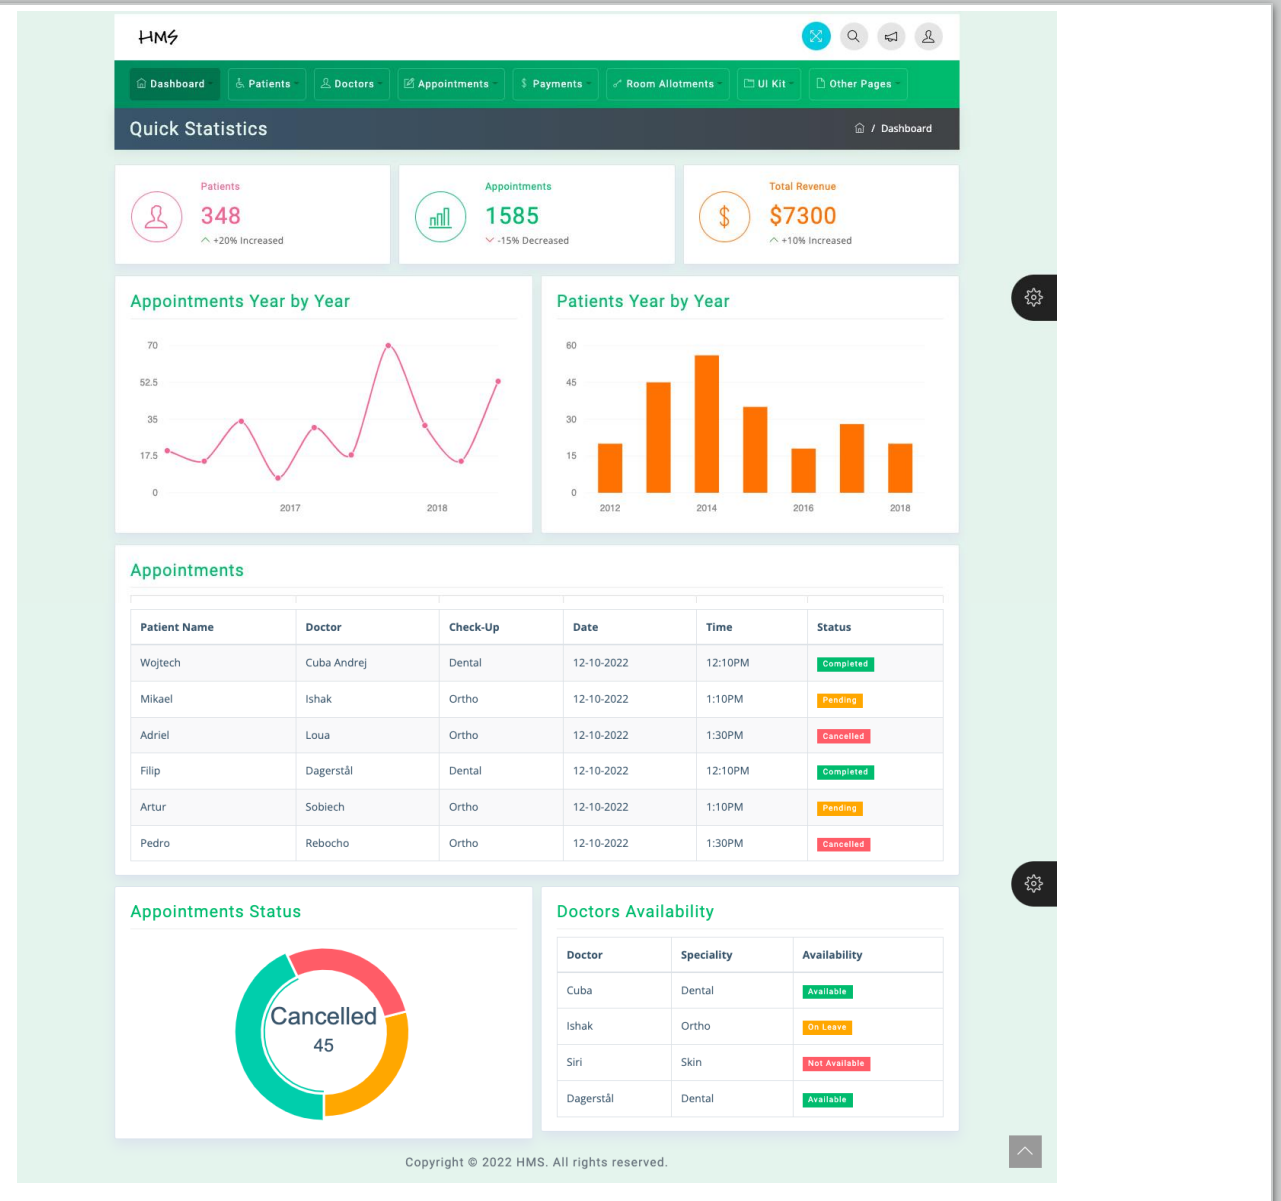 HMS
Dashboard Patients Doctors Appointments Payments Room Allotments UI Kit Other Pages
Quick Statistics
/ Dashboard
Patients
348
+20% Increased
Appointments
1585
-15% Decreased
Total Revenue
$7300
+10% Increased
Appointments Year by Year
70
52.5
35
17.5
0
2017 2018
Patients Year by Year
60
45
30
15
0
2012 2014 2016 2018
Appointments
Patient Name Doctor Check-Up Date Time Status
Wojtech Cuba Andrej Dental 12-10-2022 12:10PM Completed
Mikael Ishak Ortho 12-10-2022 1:10PM Pending
Adriel Loua Ortho 12-10-2022 1:30PM Cancelled
Filip Dagerstål Dental 12-10-2022 12:10PM Completed
Artur Sobiech Ortho 12-10-2022 1:10PM Pending
Pedro Rebocho Ortho 12-10-2022 1:30PM Cancelled
Appointments Status
Cancelled
45
Doctors Availability
Doctor Speciality Availability
Cuba Dental Available
Ishak Ortho On Leave
Siri Skin Not Available
Dagerstål Dental Available
Copyright © 2022 HMS. All rights reserved.